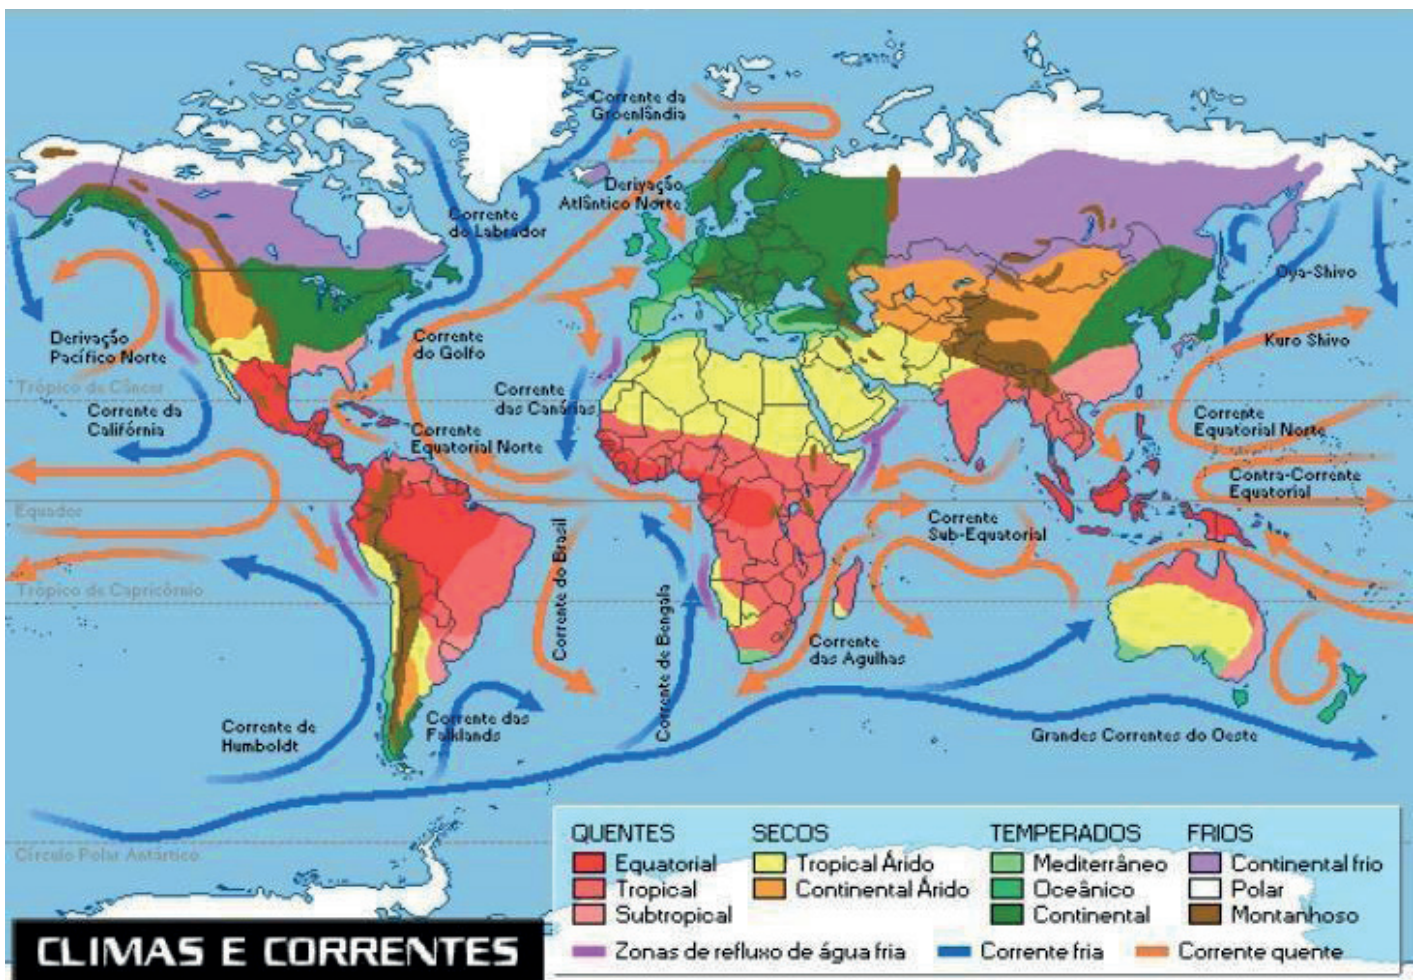 Corrente da
Groenlândia
Derivação
Atlântico Norte
Corrente
do Labrador
Oya-Shivo
Derivação
Pacífico Norte
Corrente
do Golfo
Kuro Shivo
Trópico de Câncer
Corrente da
Califórnia
Corrente
das Canárias
Corrente
Equatorial Norte
Corrente
Equatorial Norte
Contra-Corrente
Equatorial
Equador
Corrente
Sub-Equatorial
Corrente do Brasil
Trópico de Capricórnio
Corrente de Bengala
Corrente
das Agulhas
Corrente de
Humboldt
Corrente das
Falklands
Grandes Correntes do Oeste
Círculo Polar Antártico
QUENTES
Equatorial
Tropical
Subtropical
SECOS
Tropical Árido
Continental Árido
TEMPERADOS
Mediterrâneo
Oceânico
Continental
FRIOS
Continental frio
Polar
Montanhoso
Zonas de refluxo de água fria
Corrente fria
Corrente quente
CLIMAS E CORRENTES